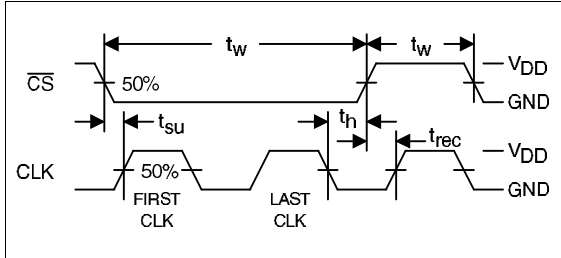 tw tw
CS 50% VDD
GND
tsu th trec
CLK 50% VDD
GND
FIRST CLK
LAST CLK